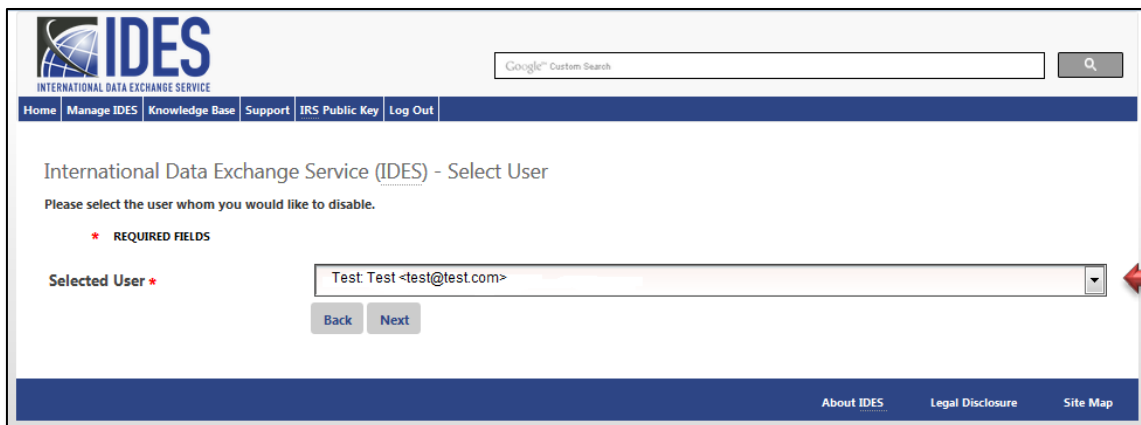 IDES
INTERNATIONAL DATA EXCHANGE SERVICE
Google™ Custom Search
Home Manage IDES Knowledge Base Support IRS Public Key Log Out
International Data Exchange Service (IDES) - Select User
Please select the user whom you would like to disable.
* REQUIRED FIELDS
Selected User * Test: Test <test@test.com>
Back Next
About IDES Legal Disclosure Site Map